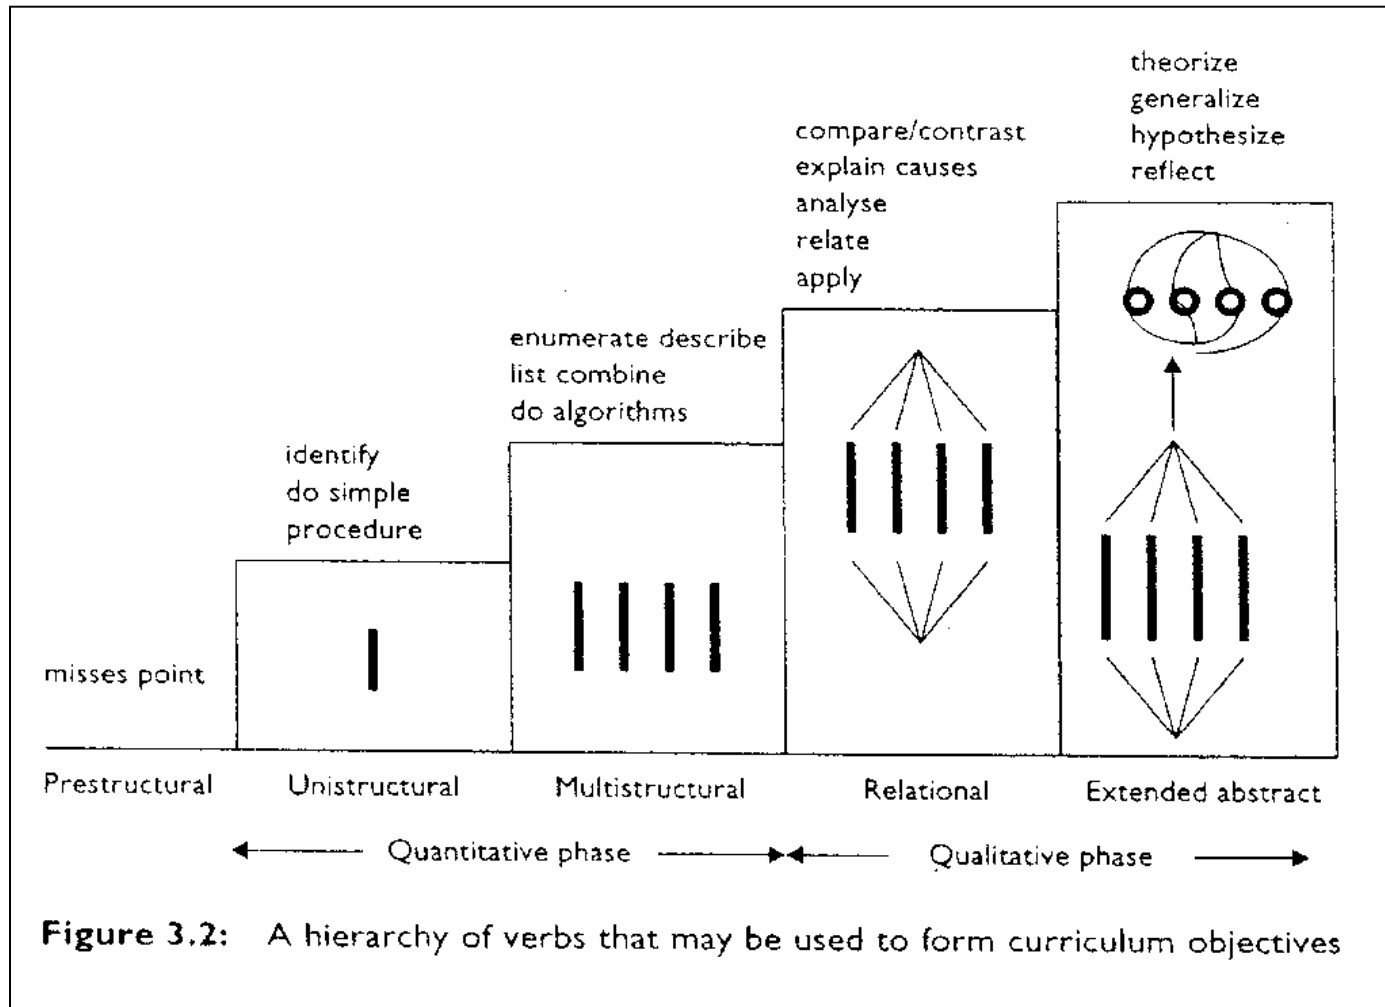 theorize
generalize
hypothesize
reflect
compare/contrast
explain causes
analyse
relate
apply
enumerate describe
list combine
do algorithms
identify
do simple
procedure
misses point
Prestructural Unistructural Multistructural Relational Extended abstract
Quantitative phase Qualitative phase
Figure 3.2: A hierarchy of verbs that may be used to form curriculum objectives